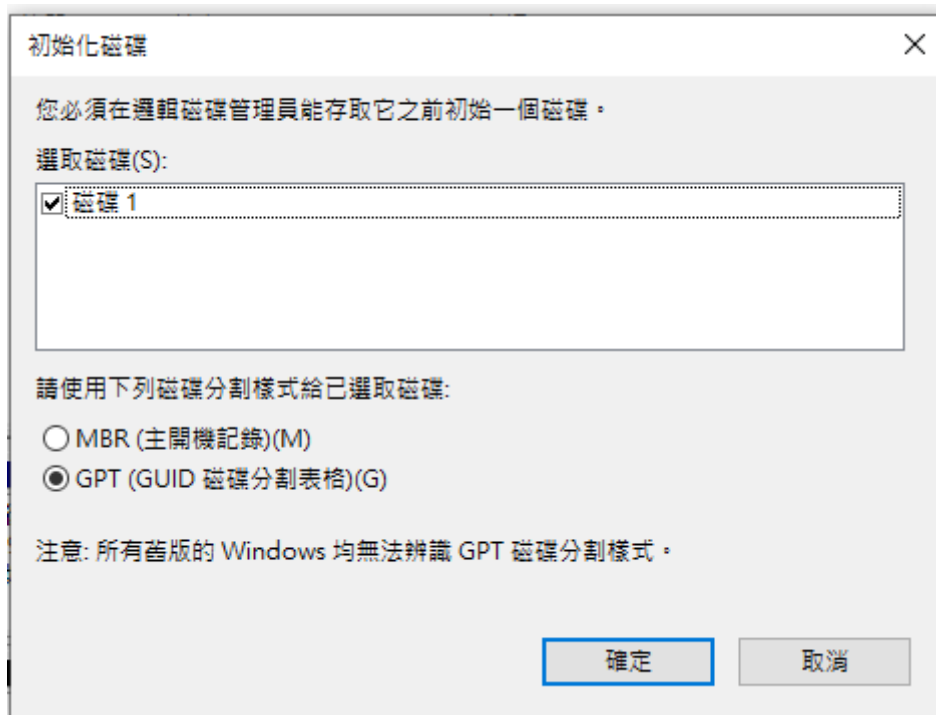 初始化磁碟
您必須在邏輯磁碟管理員能存取它之前初始一個磁碟。
選取磁碟(S):
磁碟 1
請使用下列磁碟分割樣式給已選取磁碟:
MBR (主開機記錄)(M)
GPT (GUID 磁碟分割表格)(G)
注意: 所有舊版的 Windows 均無法辨識 GPT 磁碟分割樣式。
確定
取消